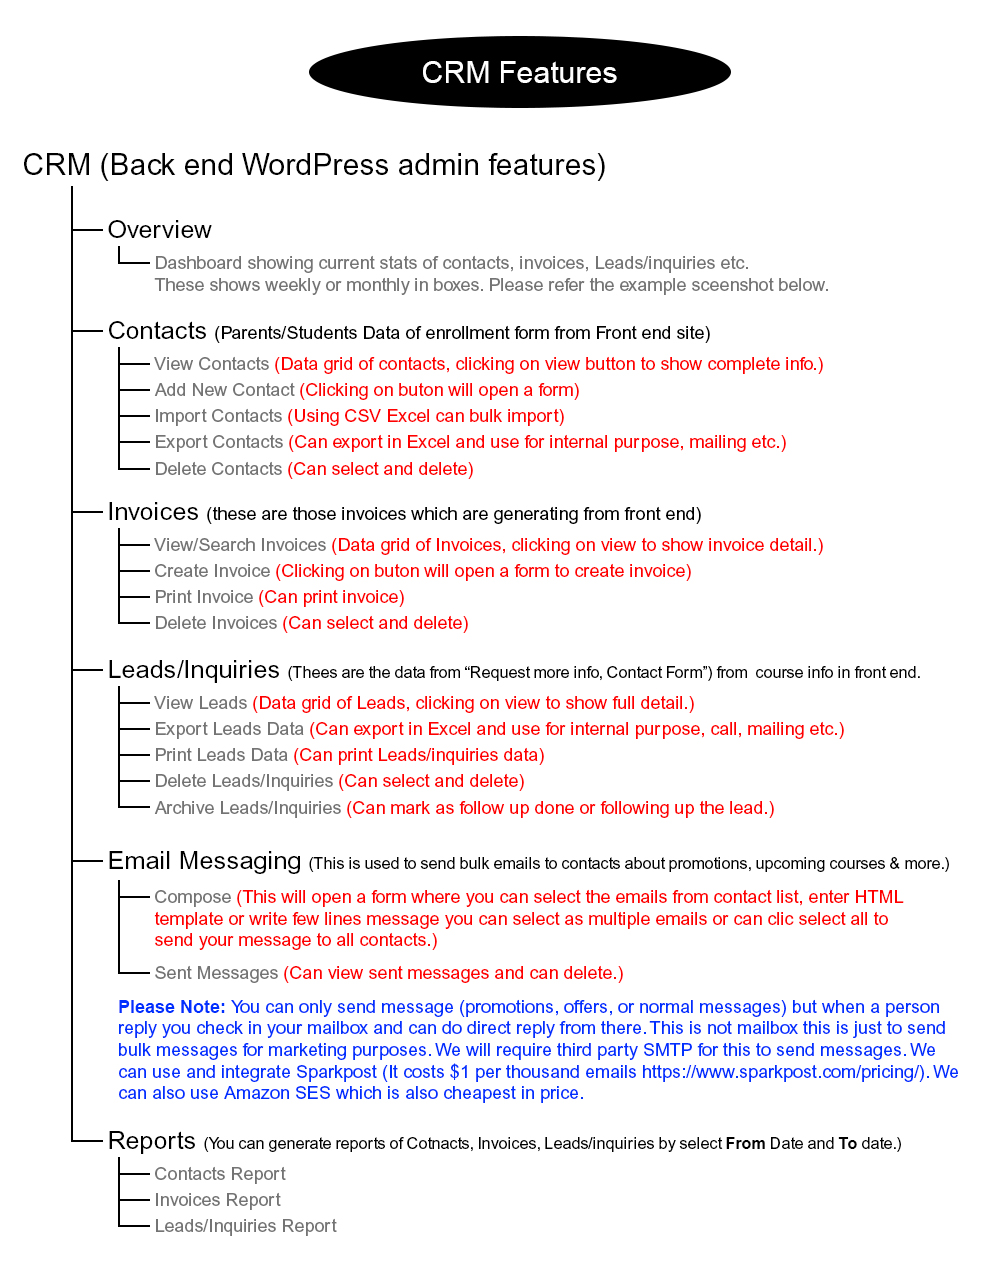 CRM Features
CRM (Back end WordPress admin features)
Overview
Dashboard showing current stats of contacts, invoices, Leads/inquiries etc.
These shows weekly or monthly in boxes. Please refer the example sceenshot below.
Contacts (Parents/Students Data of enrollment form from Front end site)
View Contacts (Data grid of contacts, clicking on view button to show complete info.)
Add New Contact (Clicking on buton will open a form)
Import Contacts (Using CSV Excel can bulk import)
Export Contacts (Can export in Excel and use for internal purpose, mailing etc.)
Delete Contacts (Can select and delete)
Invoices (these are those invoices which are generating from front end)
View/Search Invoices (Data grid of Invoices, clicking on view to show invoice detail.)
Create Invoice (Clicking on buton will open a form to create invoice)
Print Invoice (Can print invoice)
Delete Invoices (Can select and delete)
Leads/Inquiries (Thees are the data from “Request more info, Contact Form”) from course info in front end.
View Leads (Data grid of Leads, clicking on view to show full detail.)
Export Leads Data (Can export in Excel and use for internal purpose, call, mailing etc.)
Print Leads Data (Can print Leads/inquiries data)
Delete Leads/Inquiries (Can select and delete)
Archive Leads/Inquiries (Can mark as follow up done or following up the lead.)
Email Messaging (This is used to send bulk emails to contacts about promotions, upcoming courses & more.)
Compose (This will open a form where you can select the emails from contact list, enter HTML
template or write few lines message you can select as multiple emails or can clic select all to
send your message to all contacts.)
Sent Messages (Can view sent messages and can delete.)
Please Note: You can only send message (promotions, offers, or normal messages) but when a person
reply you check in your mailbox and can do direct reply from there. This is not mailbox this is just to send
bulk messages for marketing purposes. We will require third party SMTP for this to send messages. We
can use and integrate Sparkpost (It costs $1 per thousand emails https://www.sparkpost.com/pricing/). We
can also use Amazon SES which is also cheapest in price.
Reports (You can generate reports of Cotnacts, Invoices, Leads/inquiries by select From Date and To date.)
Contacts Report
Invoices Report
Leads/Inquiries Report